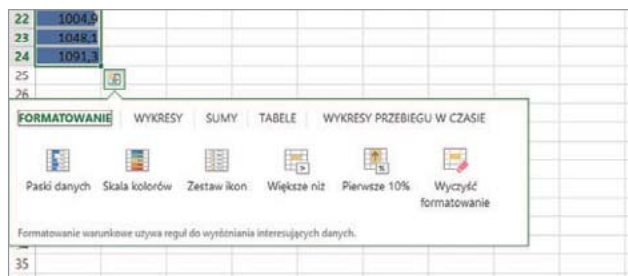 22 1004,9
23 1048,1
24 1091,3
25
26
FORMATOWANIE WYKRESY SUMY TABELE WYKRESY PRZEBIEGU W CZASIE
Paski danych Skala kolorów Zestaw ikon Większe niż Pierwsze 10% Wyczyść
formatowanie
Formatowanie warunkowe używa reguł do wyróżniania interesujących danych.
34
35